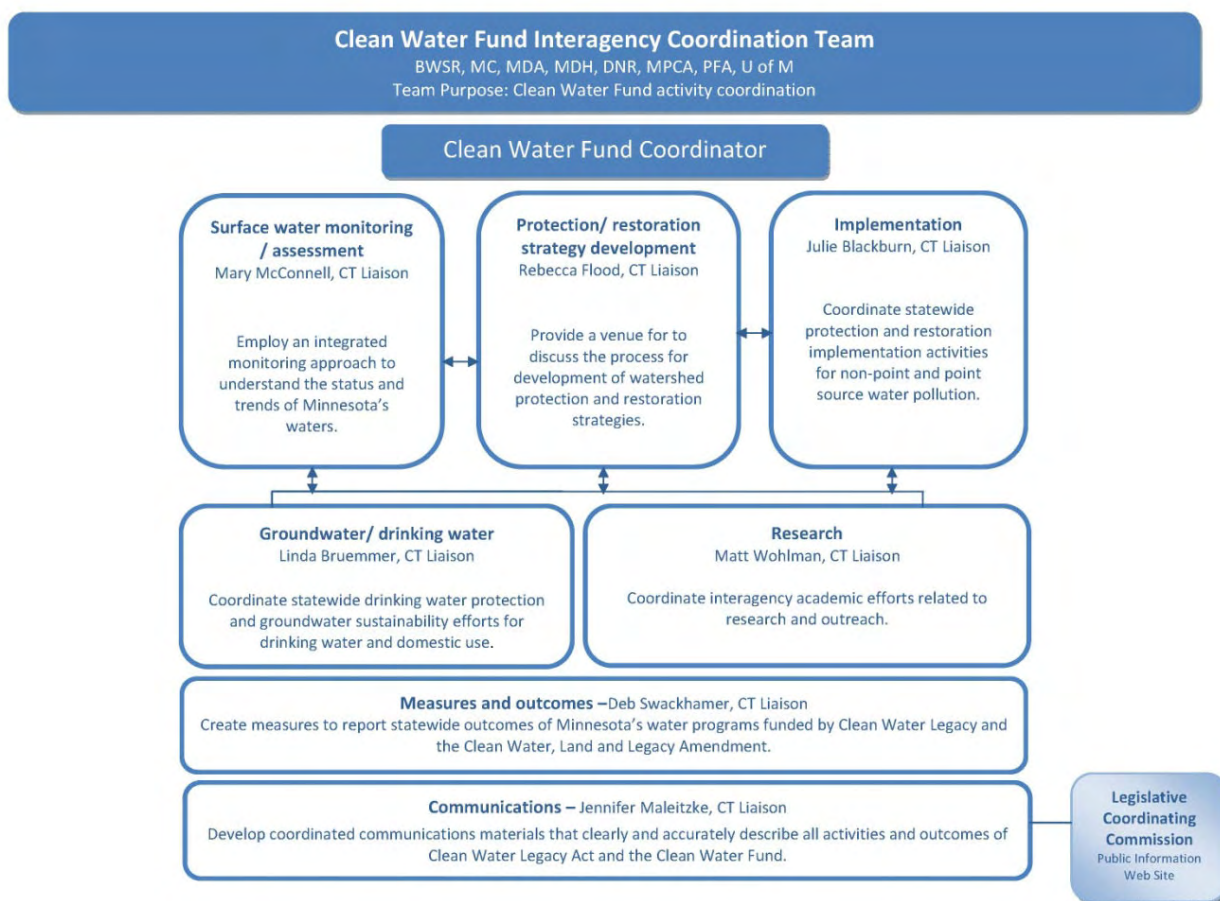 Clean Water Fund Interagency Coordination Team
BWSR, MC, MDA, MDH, DNR, MPCA, PFA, U of M
Team Purpose: Clean Water Fund activity coordination
Clean Water Fund Coordinator
Surface water monitoring
/ assessment
Mary McConnell, CT Liaison
Employ an integrated
monitoring approach to
understand the status and
trends of Minnesota's
waters.
Protection/ restoration
strategy development
Rebecca Flood, CT Liaison
Provide a venue for to
discuss the process for
development of watershed
protection and restoration
strategies.
Implementation
Julie Blackburn, CT Liaison
Coordinate statewide
protection and restoration
implementation activities
for non-point and point
source water pollution.
Groundwater/ drinking water
Linda Bruemmer, CT Liaison
Coordinate statewide drinking water protection
and groundwater sustainability efforts for
drinking water and domestic use.
Research
Matt Wohlman, CT Liaison
Coordinate interagency academic efforts related to
research and outreach.
Measures and outcomes –Deb Swackhamer, CT Liaison
Create measures to report statewide outcomes of Minnesota's water programs funded by Clean Water Legacy and
the Clean Water, Land and Legacy Amendment.
Communications – Jennifer Maleitzke, CT Liaison
Develop coordinated communications materials that clearly and accurately describe all activities and outcomes of
Clean Water Legacy Act and the Clean Water Fund.
Legislative
Coordinating
Commission
Public Information
Web Site